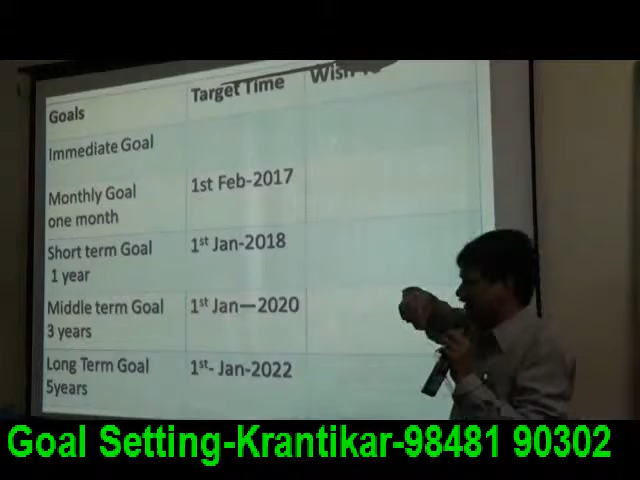 Goals
Target Time
Wish
Immediate Goal
Monthly Goal
one month
1st Feb-2017
Short term Goal
1 year
1st Jan-2018
Middle term Goal
3 years
1st Jan—2020
Long Term Goal
5years
1st- Jan-2022
Goal Setting-Krantikar-98481 90302